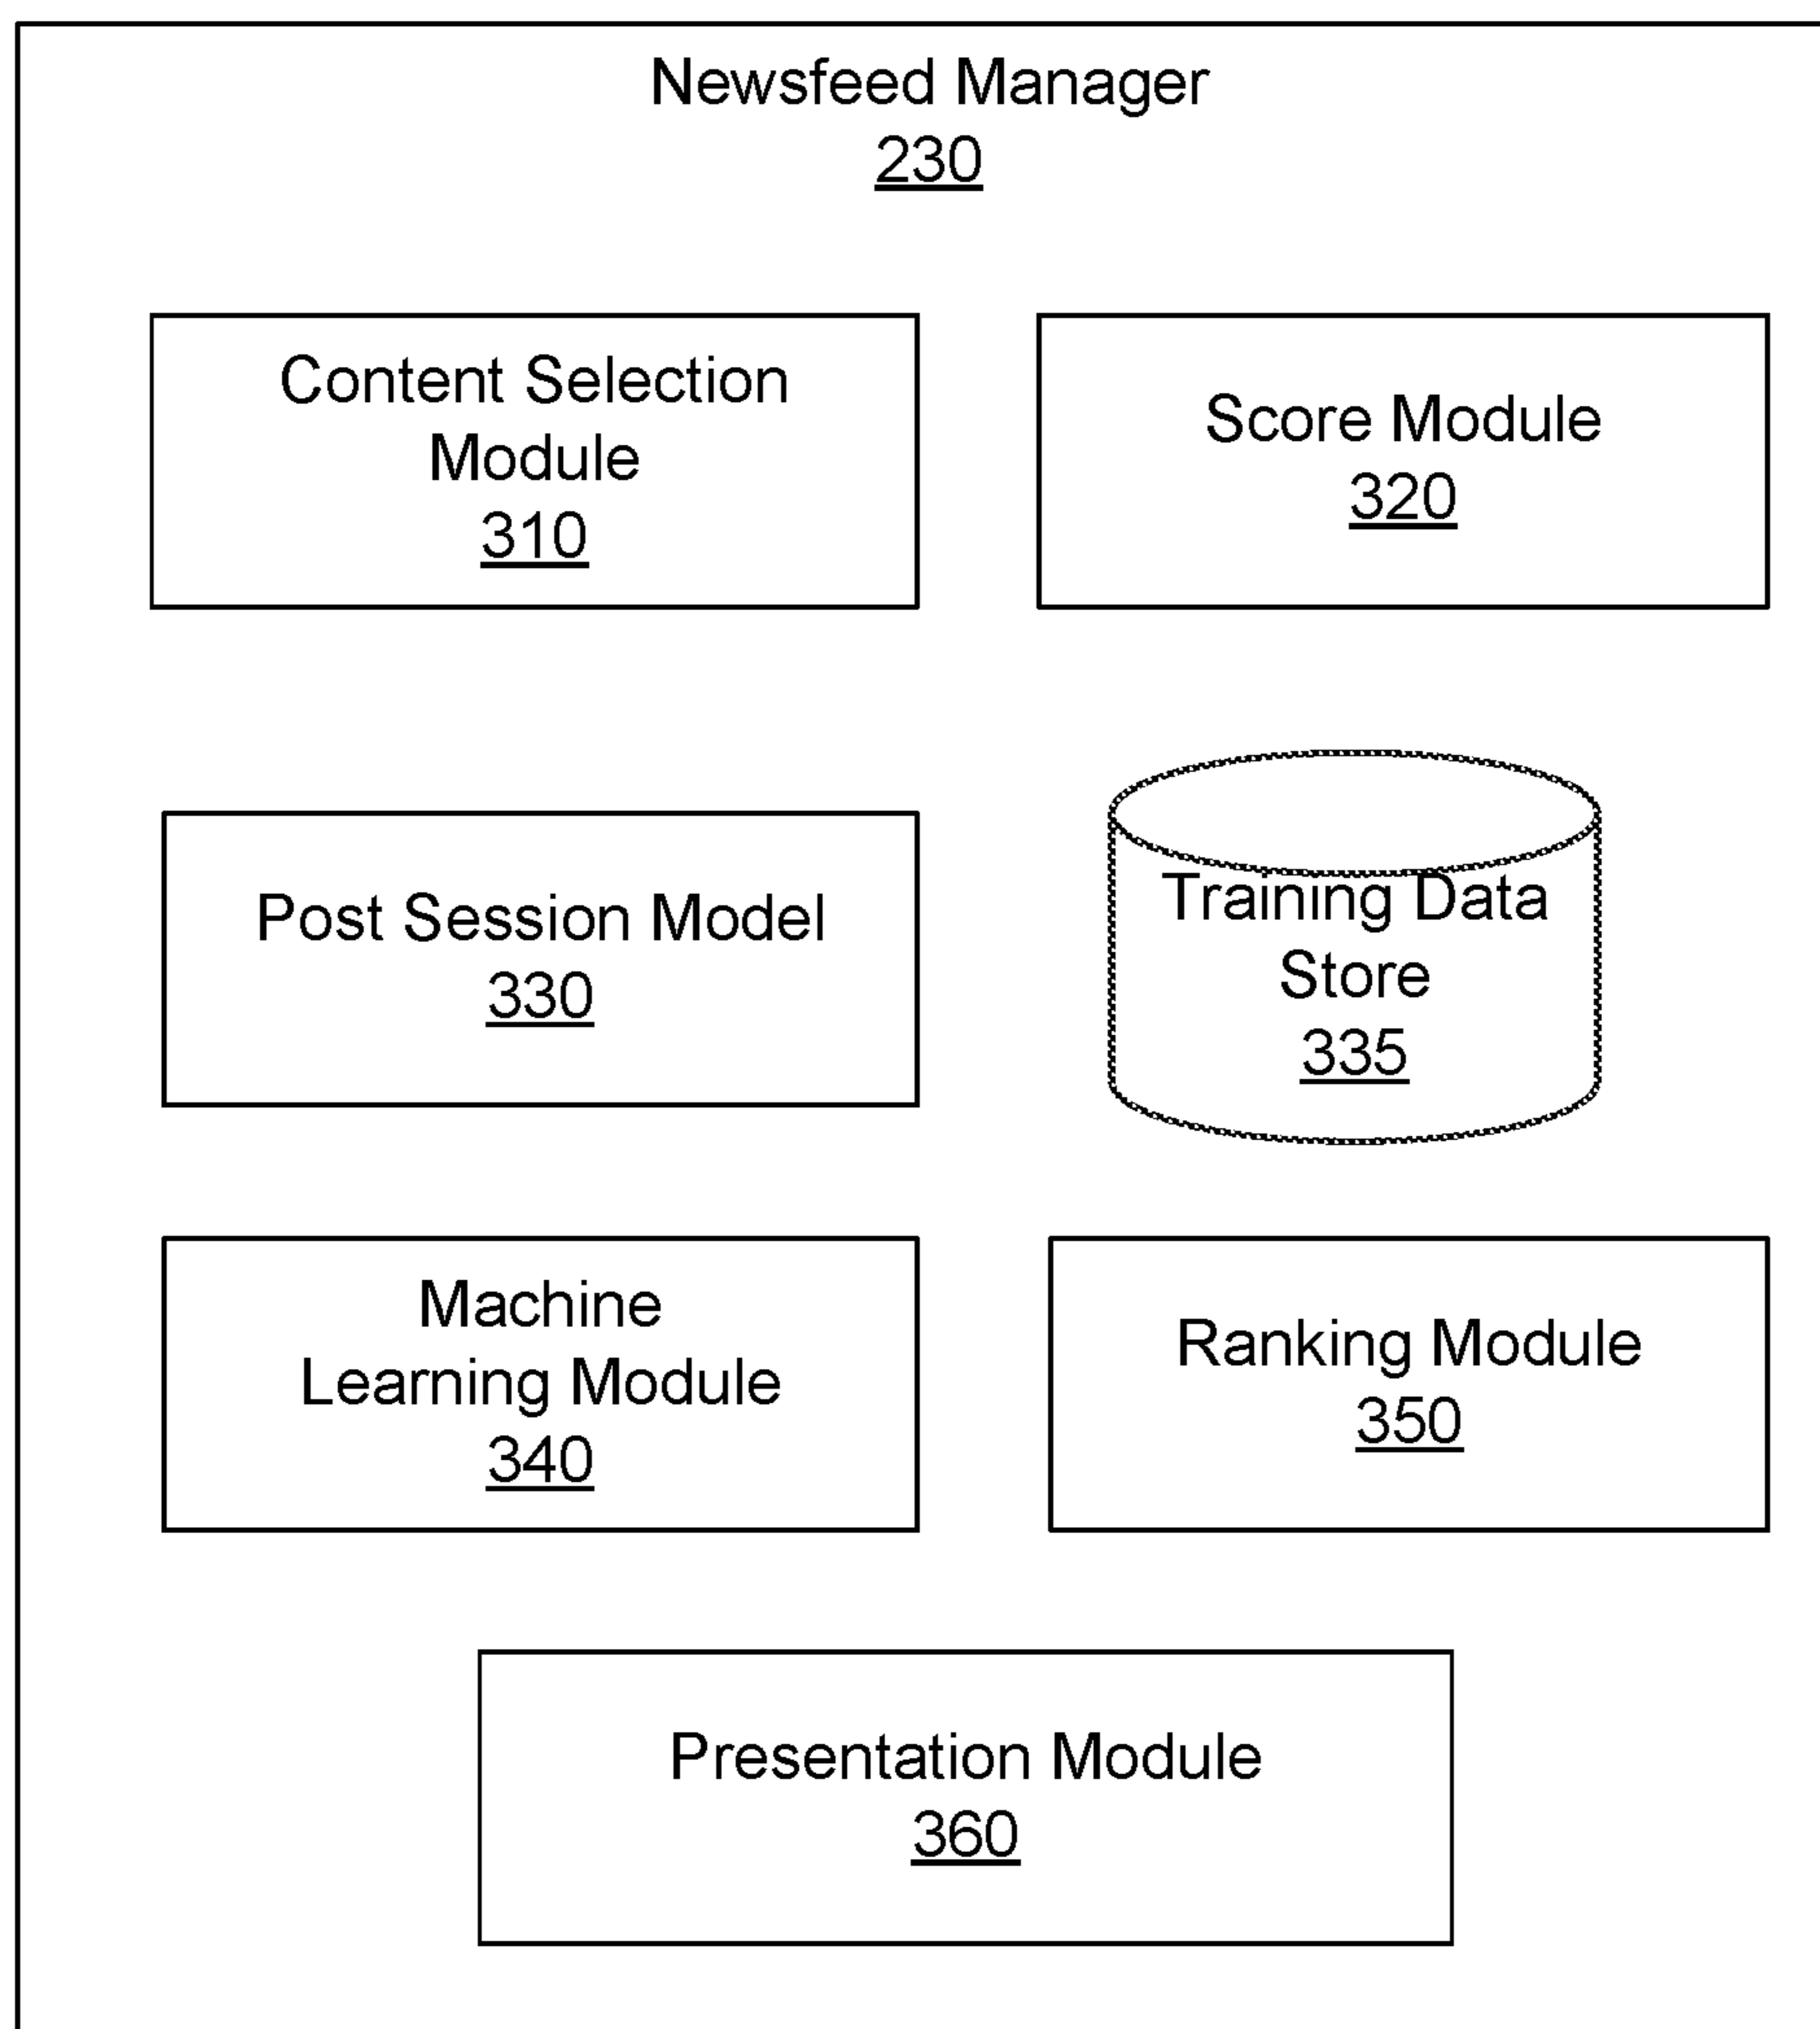 Newsfeed Manager
230
Content Selection
Module
310
Score Module
320
Post Session Model
330
Training Data
Store
335
Machine
Learning Module
340
Ranking Module
350
Presentation Module
360